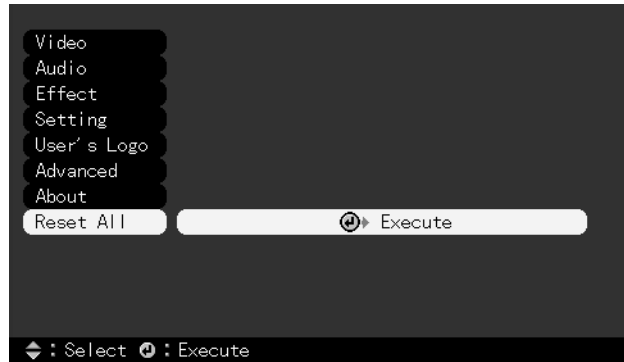 Video
Audio
Effect
Setting
User's Logo
Advanced
About
Reset All Execute
: Select : Execute